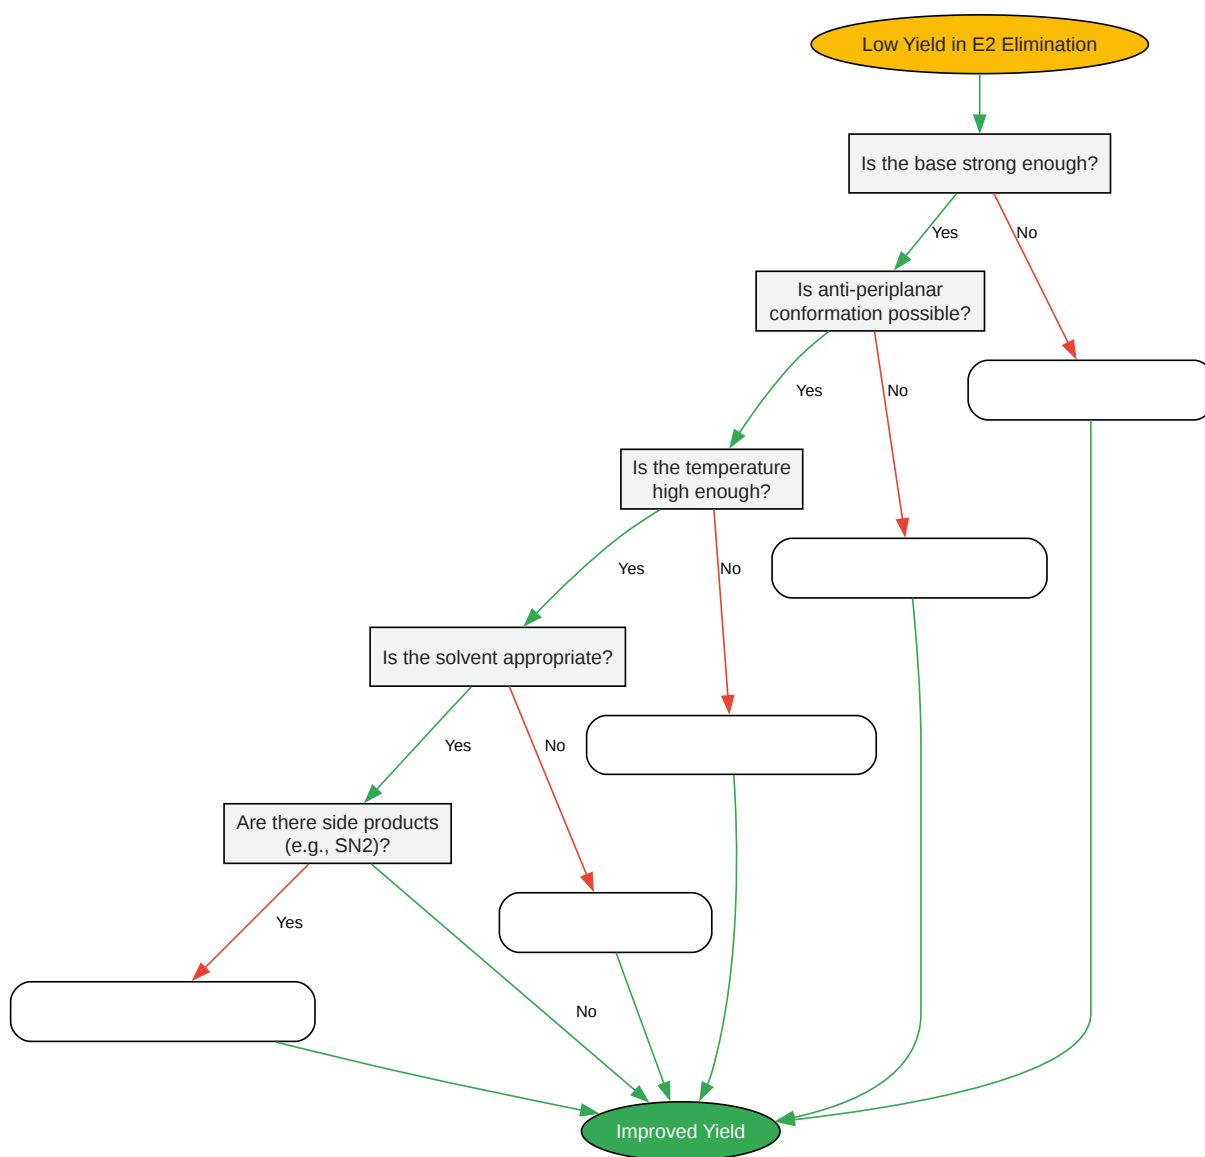 Low Yield in E2 Elimination
Is the base strong enough?
Yes
No
Is anti-periplanar
conformation possible?
Yes
No
Is the temperature
high enough?
Yes
No
Is the solvent appropriate?
Yes
No
Are there side products
(e.g., SN2)?
Yes
No
Improved Yield